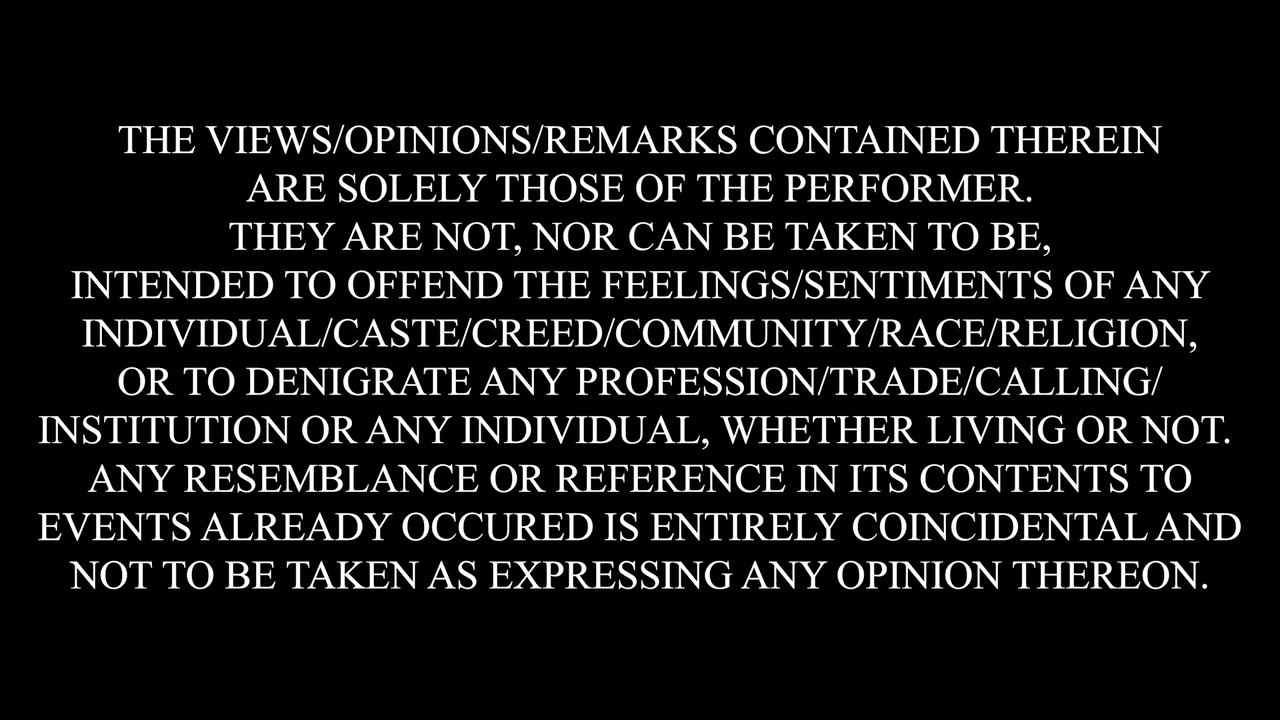 THE VIEWS/OPINIONS/REMARKS CONTAINED THEREIN
ARE SOLELY THOSE OF THE PERFORMER.
THEY ARE NOT, NOR CAN BE TAKEN TO BE,
INTENDED TO OFFEND THE FEELINGS/SENTIMENTS OF ANY
INDIVIDUAL/CASTE/CREED/COMMUNITY/RACE/RELIGION,
OR TO DENIGRATE ANY PROFESSION/TRADE/CALLING/
INSTITUTION OR ANY INDIVIDUAL, WHETHER LIVING OR NOT.
ANY RESEMBLANCE OR REFERENCE IN ITS CONTENTS TO
EVENTS ALREADY OCCURED IS ENTIRELY COINCIDENTAL AND
NOT TO BE TAKEN AS EXPRESSING ANY OPINION THEREON.